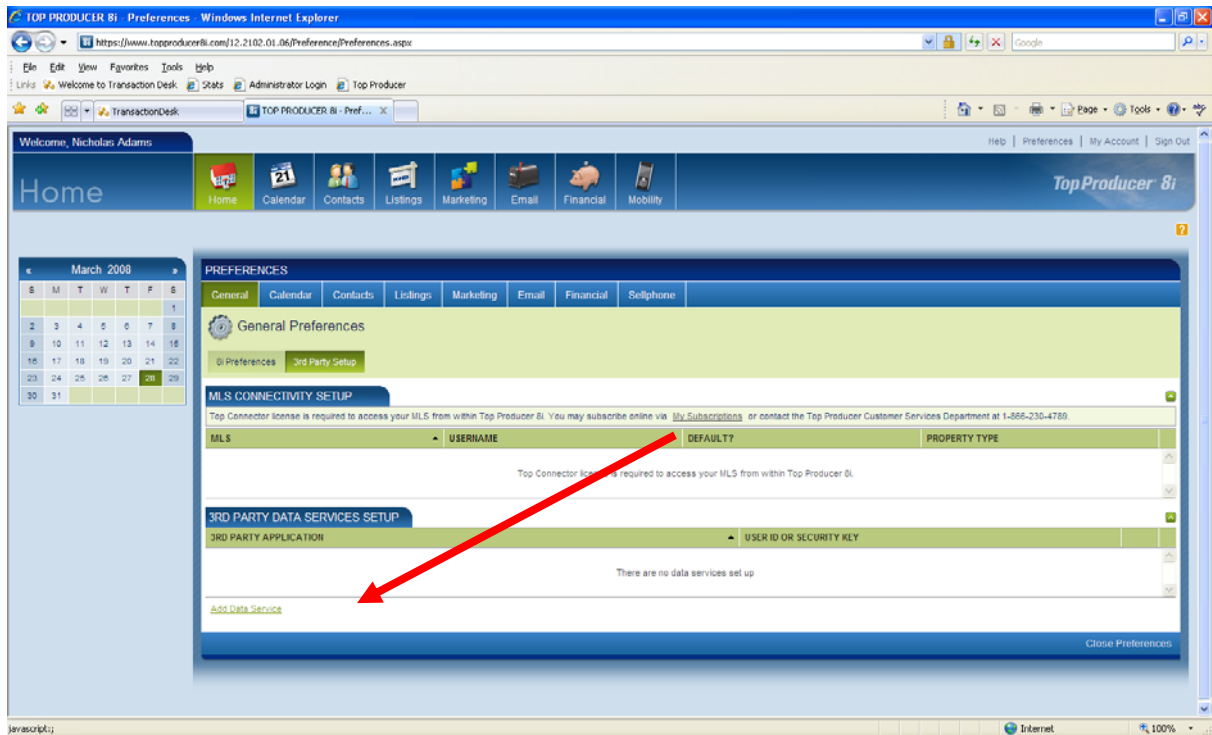 TOP PRODUCER 8i - Preferences - Windows Internet Explorer
https://www.topproducer8i.com/12.2102.01.06/Preference/Preferences.aspx
Google
File Edit View Favorites Tools Help
Links Welcome to Transaction Desk Stats Administrator Login Top Producer
TransactionDesk TOP PRODUCER 8i - Pref... X
Page Tools
Welcome, Nicholas Adams
Help | Preferences | My Account | Sign Out
Home
Home Calendar Contacts Listings Marketing Email Financial Mobility
21
TopProducer 8i
?
« March 2008 »
S M T W T F S
1
2 3 4 5 6 7 8
9 10 11 12 13 14 15
16 17 18 19 20 21 22
23 24 25 26 27 28 29
30 31
PREFERENCES
General Calendar Contacts Listings Marketing Email Financial Sellphone
General Preferences
8i Preferences 3rd Party Setup
MLS CONNECTIVITY SETUP
Top Connector license is required to access your MLS from within Top Producer 8i. You may subscribe online via My Subscriptions or contact the Top Producer Customer Services Department at 1-866-230-4789.
MLS USERNAME DEFAULT? PROPERTY TYPE
Top Connector license is required to access your MLS from within Top Producer 8i.
3RD PARTY DATA SERVICES SETUP
3RD PARTY APPLICATION USER ID OR SECURITY KEY
There are no data services set up
Add Data Service
Close Preferences
javascript:;
Internet 100%